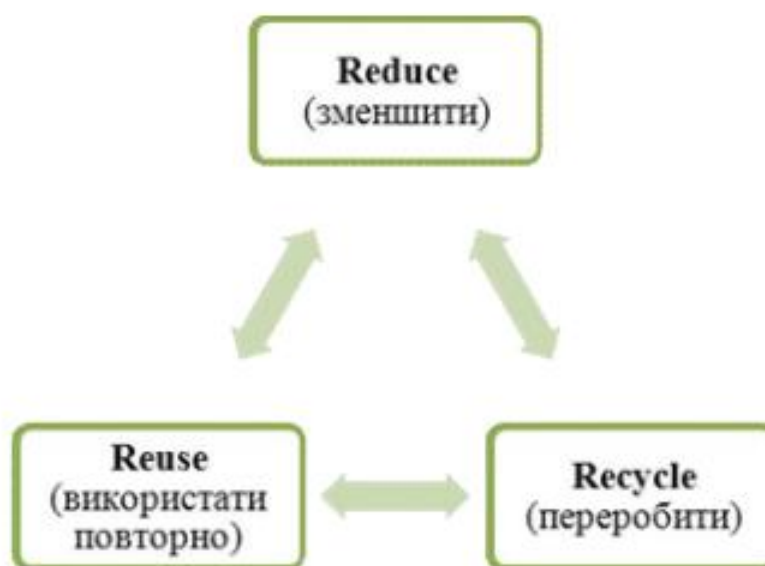 Reduce
(зменшити)
Reuse
(використати
повторно)
Recycle
(переробити)